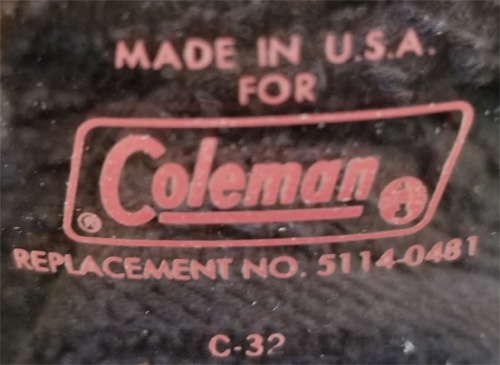 MADE IN U.S.A.
FOR
Coleman
®
REPLACEMENT NO. 5114-0481
C-32